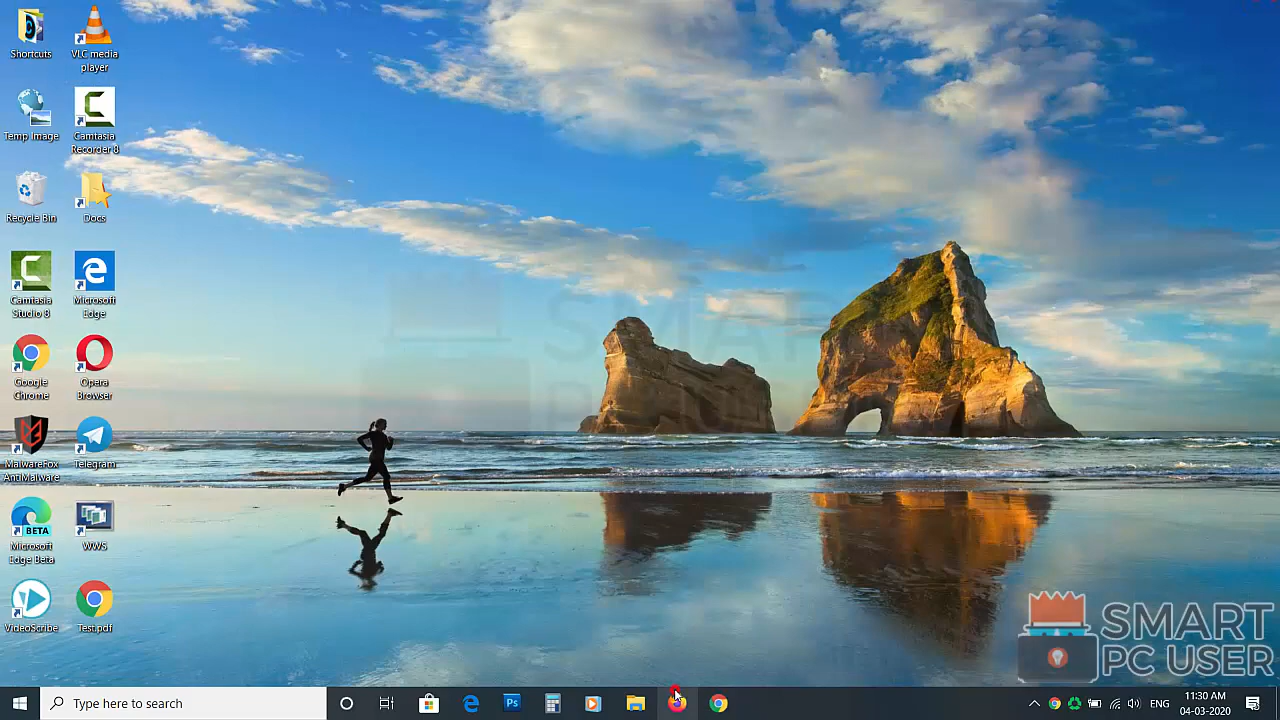 Shortcuts
VLC media
player
Temp Image
Camtasia
Recorder 8
Recycle Bin
Docs
Camtasia
Studio 8
Microsoft
Edge
Google
Chrome
Opera
Browser
MalwareFox
AntiMalware
Telegram
BETA
Microsoft
Edge Beta
WWS
VideoScribe
Test.pdf
SMART
PC USER
Type here to search
Ps
ENG
11:30 AM
04-03-2020